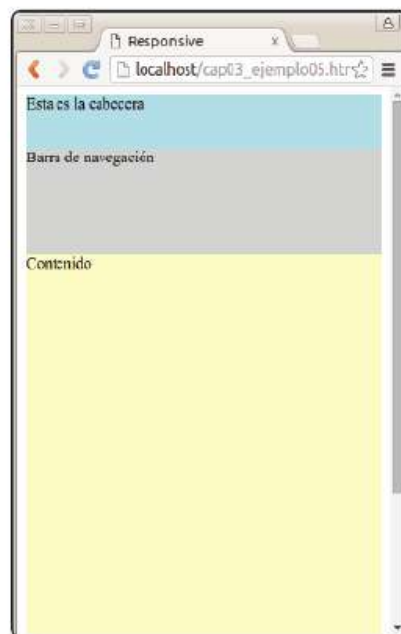 Responsive
localhost/cap03_ejemplo05.htm
Esta es la cabecera
Barra de navegación
Contenido